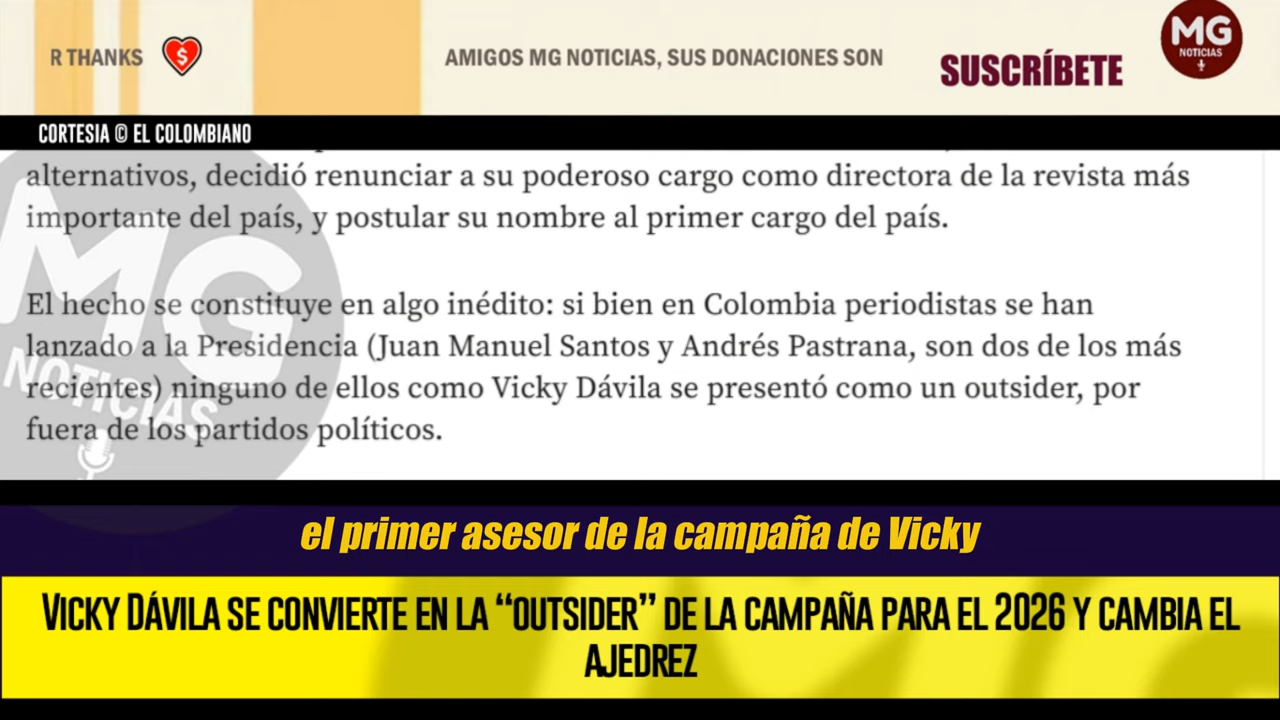 R THANKS
AMIGOS MG NOTICIAS, SUS DONACIONES SON
SUSCRÍBETE
MG
NOTICIAS
CORTESIA © EL COLOMBIANO
alternativos, decidió renunciar a su poderoso cargo como directora de la revista más
importante del país, y postular su nombre al primer cargo del país.
El hecho se constituye en algo inédito: si bien en Colombia periodistas se han
lanzado a la Presidencia (Juan Manuel Santos y Andrés Pastrana, son dos de los más
recientes) ninguno de ellos como Vicky Dávila se presentó como un outsider, por
fuera de los partidos políticos.
MG
NOTICIAS
el primer asesor de la campaña de Vicky
VICKY DÁVILA SE CONVIERTE EN LA “OUTSIDER” DE LA CAMPAÑA PARA EL 2026 Y CAMBIA EL
AJEDREZ